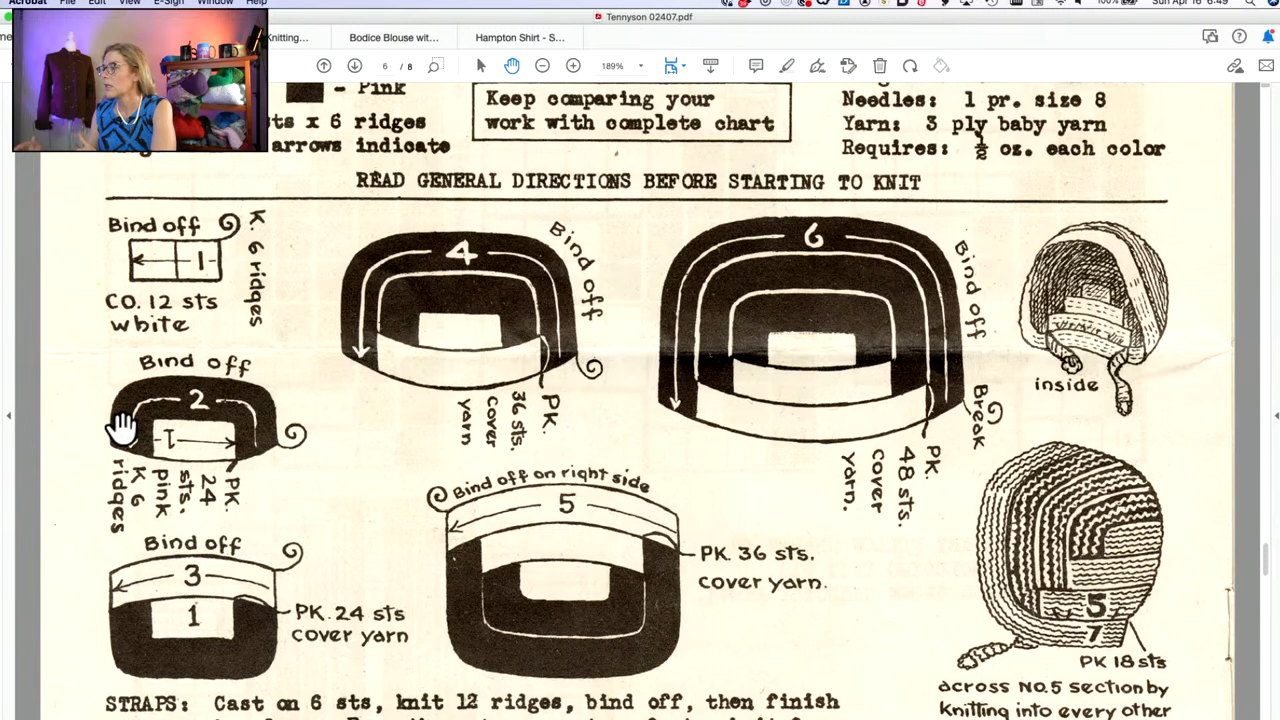 Acrobat File Edit View E-Sign Window Help
100%
Sun Apr 16 6:49
Tennyson 02407.pdf
Knitting...
Bodice Blouse wit...
Hampton Shirt - S...
6 / 8
189%
- Pink
sts x 6 ridges
arrows indicate
Keep comparing your
work with complete chart
Needles: 1 pr. size 8
Yarn: 3 ply baby yarn
Requires: ½ oz. each color
READ GENERAL DIRECTIONS BEFORE STARTING TO KNIT
Bind off
1
K. 6 ridges
CO. 12 sts
white
Bind off
2
1
PK.
24
sts.
pink
K 6
ridges
Bind off
3
1
PK. 24 sts
cover yarn
4
Bind off
PK.
36 sts.
cover
yarn
Bind off on right side
5
PK. 36 sts.
cover yarn.
6
Bind off
Break
PK.
48 sts.
cover
yarn.
inside
5
7
PK 18 sts
across NO.5 section by
Knitting into every other
STRAPS: Cast on 6 sts, knit 12 ridges, bind off, then finish